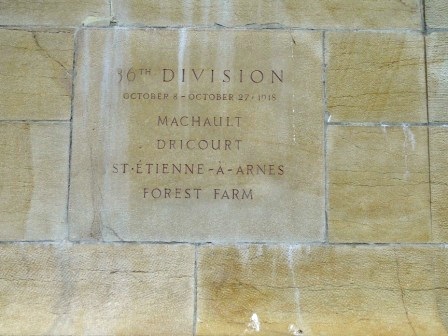 36TH DIVISION
OCTOBER 8 - OCTOBER 27 · 1918
MACHAULT
DRICOURT
ST·ÉTIENNE-À-ARNES
FOREST FARM